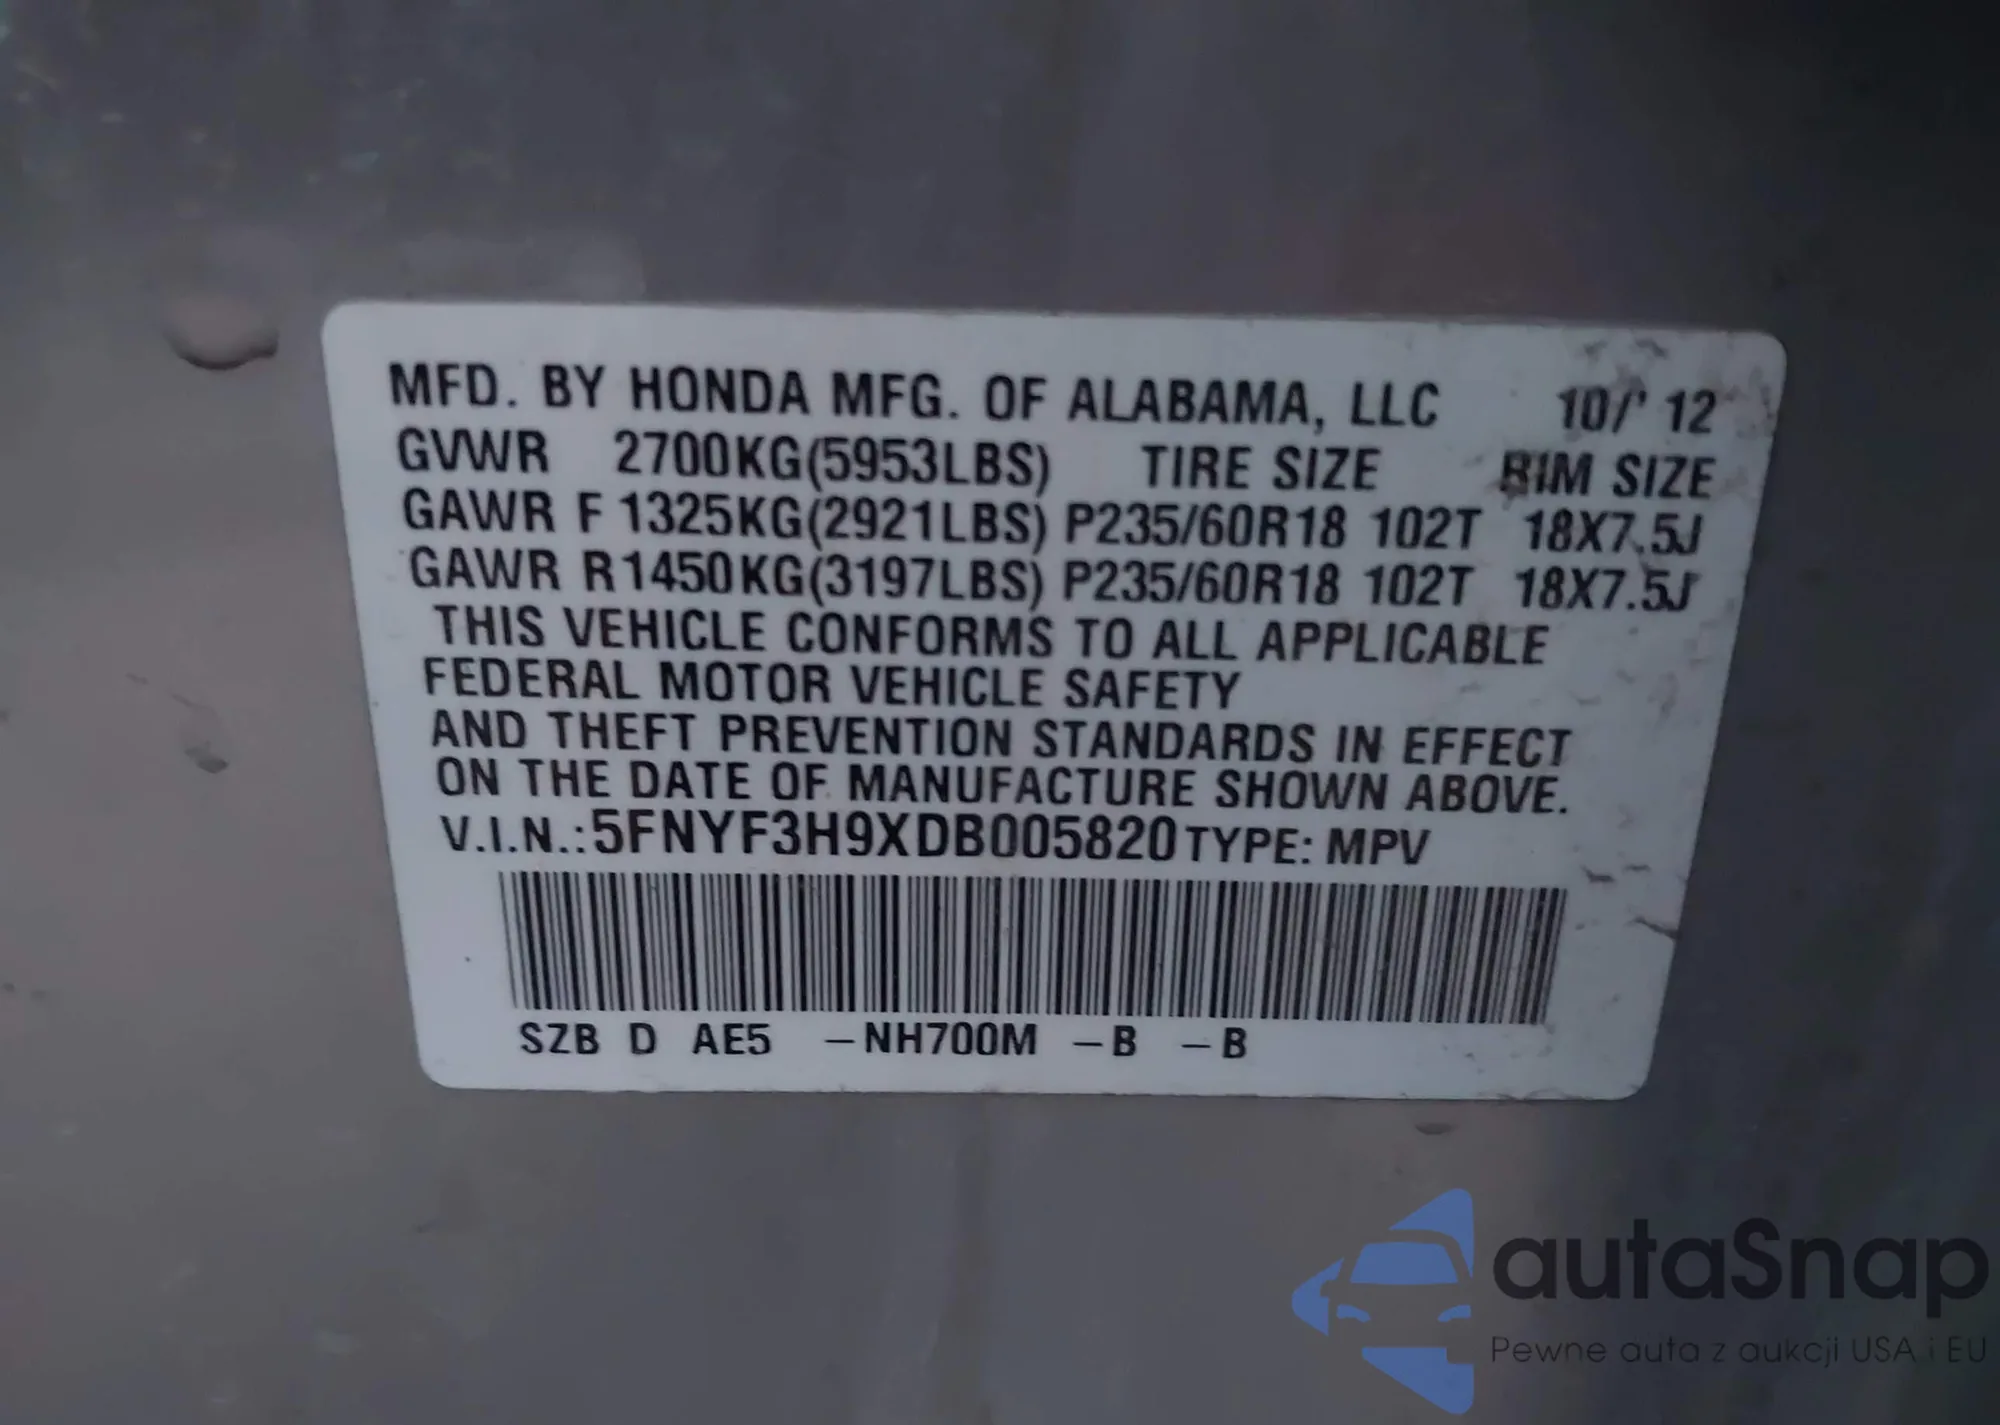 MFD. BY HONDA MFG. OF ALABAMA, LLC 10/' 12
GVWR 2700KG(5953LBS) TIRE SIZE RIM SIZE
GAWR F 1325KG(2921LBS) P235/60R18 102T 18X7.5J
GAWR R1450KG(3197LBS) P235/60R18 102T 18X7.5J
THIS VEHICLE CONFORMS TO ALL APPLICABLE
FEDERAL MOTOR VEHICLE SAFETY
AND THEFT PREVENTION STANDARDS IN EFFECT
ON THE DATE OF MANUFACTURE SHOWN ABOVE.
V.I.N.:5FNYF3H9XDB005820 TYPE: MPV
SZB D AE5 –NH700M –B –B
autaSnap
Pewne auta z aukcji USA i EU